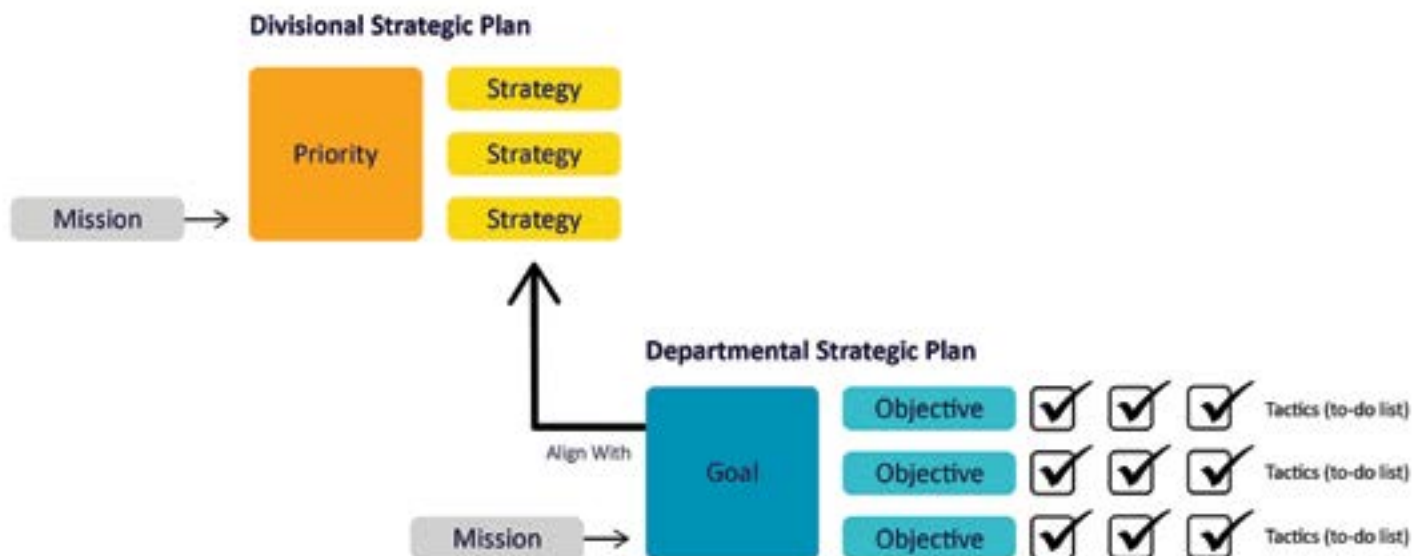 Divisional Strategic Plan
Strategy
Priority
Strategy
Mission
Strategy
Departmental Strategic Plan
Objective
Tactics (to-do list)
Align With
Goal
Objective
Tactics (to-do list)
Mission
Objective
Tactics (to-do list)